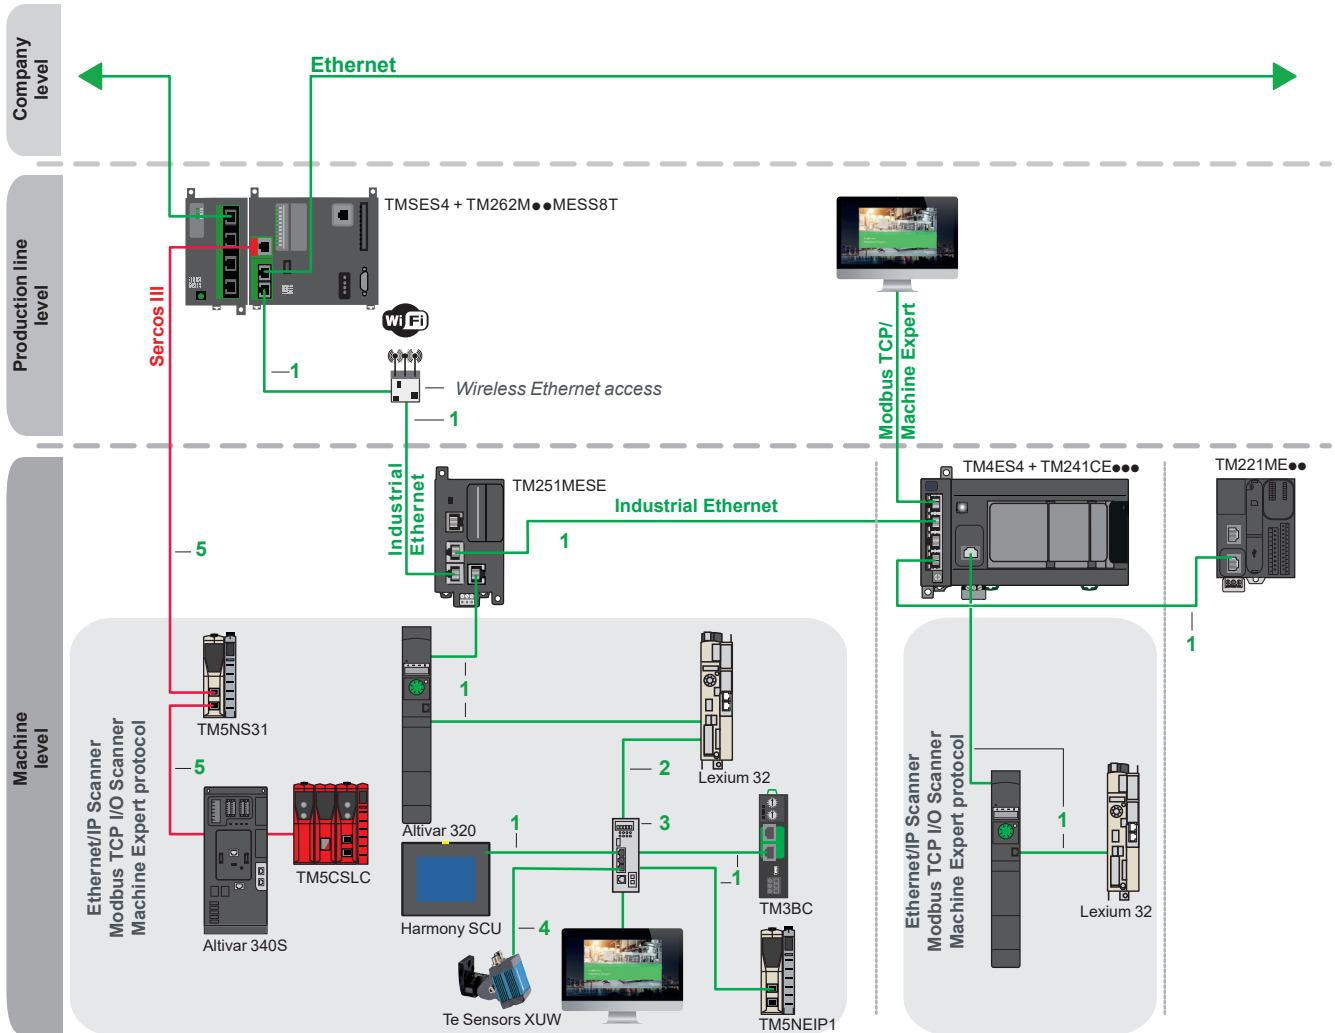 Company
level
Ethernet
Production line
level
TMSES4 + TM262M●●MESS8T
Sercos III
Wi Fi
1
Wireless Ethernet access
1
Modbus TCP/
Machine Expert
Machine
level
Industrial
Ethernet
TM251MESE
Industrial Ethernet
1
TM4ES4 + TM241CE●●●
TM221ME●●
5
1
TM5NS31
5
Ethernet/IP Scanner
Modbus TCP I/O Scanner
Machine Expert protocol
1
2
Lexium 32
Altivar 320
1
3
TM5CSLC
1
TM3BC
Altivar 340S
Harmony SCU
4
Te Sensors XUW
TM5NEIP1
Ethernet/IP Scanner
Modbus TCP I/O Scanner
Machine Expert protocol
1
Lexium 32